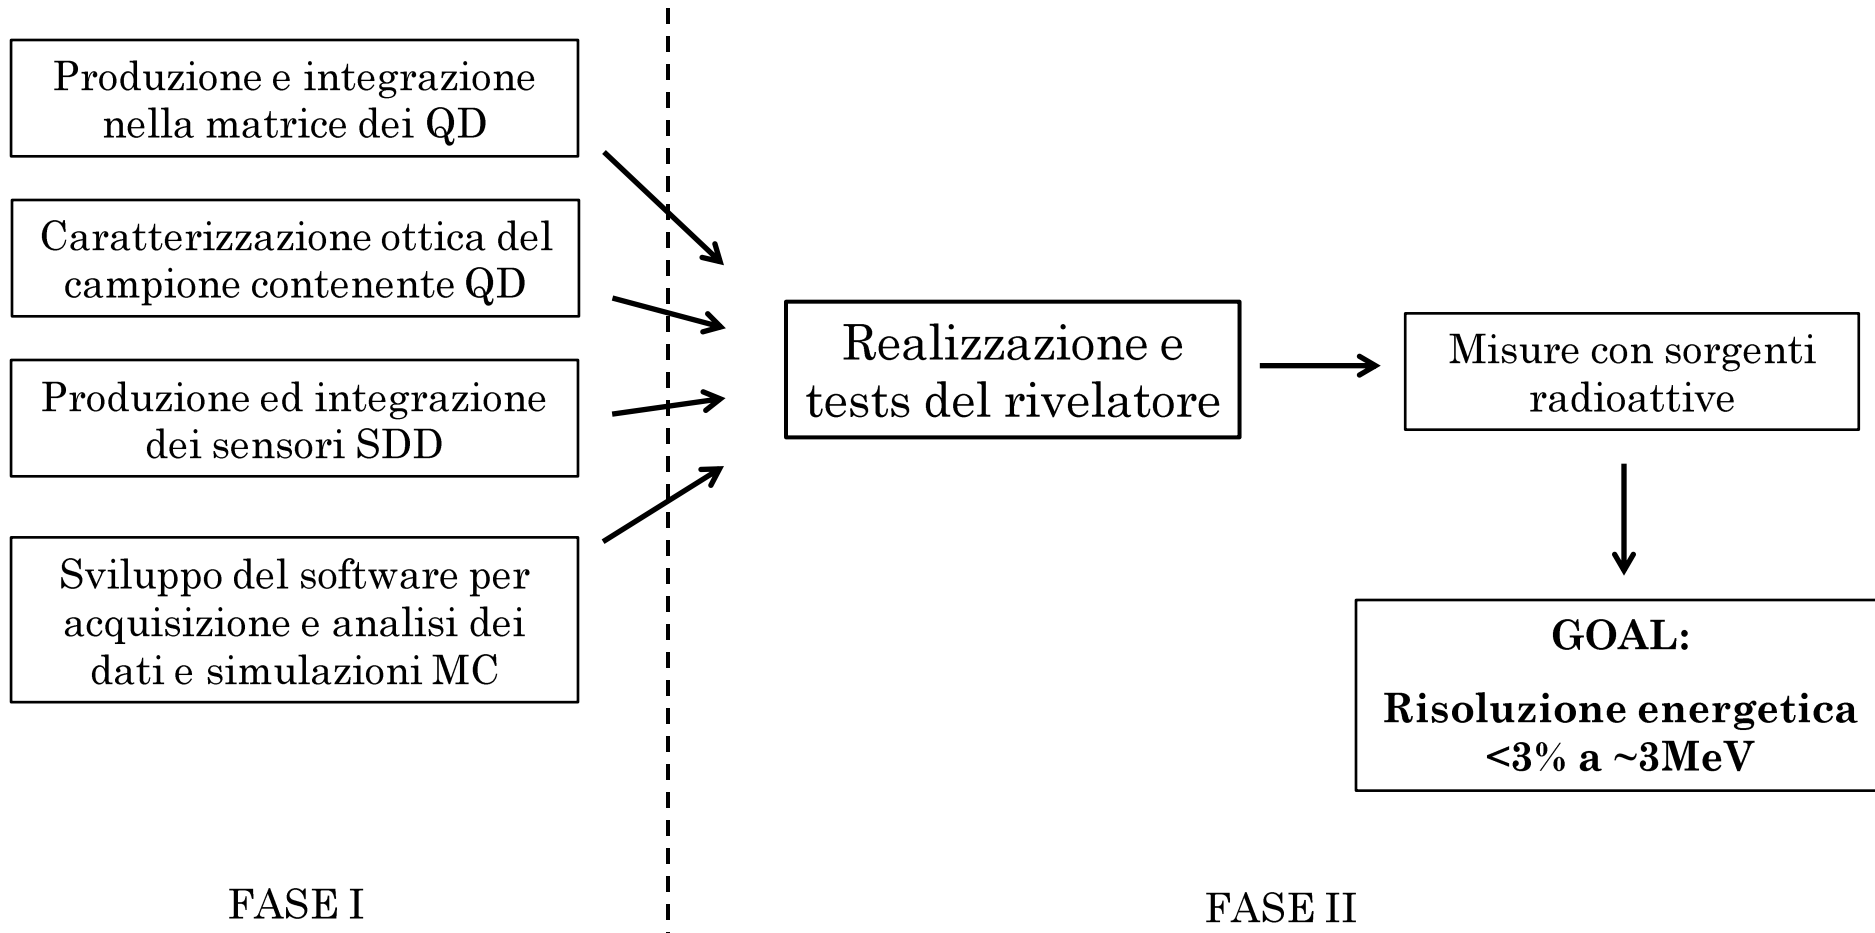 Produzione e integrazione
nella matrice dei QD
Caratterizzazione ottica del
campione contenente QD
Produzione ed integrazione
dei sensori SDD
Sviluppo del software per
acquisizione e analisi dei
dati e simulazioni MC
FASE I
Realizzazione e
tests del rivelatore
Misure con sorgenti
radioattive
GOAL:
Risoluzione energetica
<3% a ~3MeV
FASE II